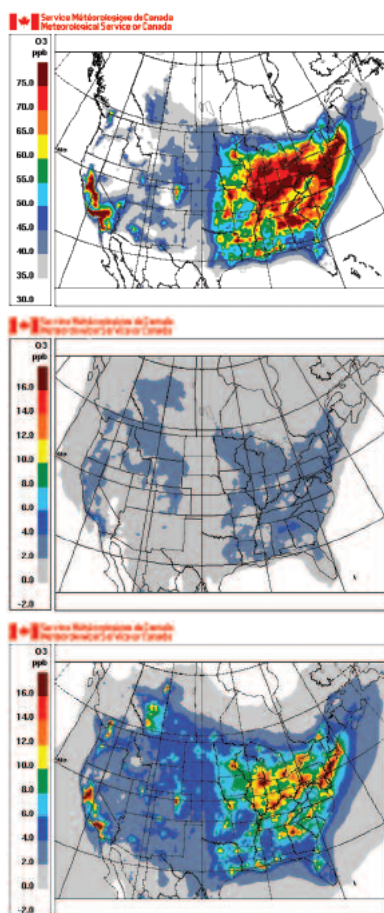 Service Météorologique du Canada
Meteorological Service of Canada
O3
ppb
75.0
70.0
65.0
60.0
55.0
50.0
45.0
40.0
35.0
30.0
Service Météorologique du Canada
Meteorological Service of Canada
O3
ppb
16.0
14.0
12.0
10.0
8.0
6.0
4.0
2.0
0.0
-2.0
Service Météorologique du Canada
Meteorological Service of Canada
O3
ppb
16.0
14.0
12.0
10.0
8.0
6.0
4.0
2.0
0.0
-2.0